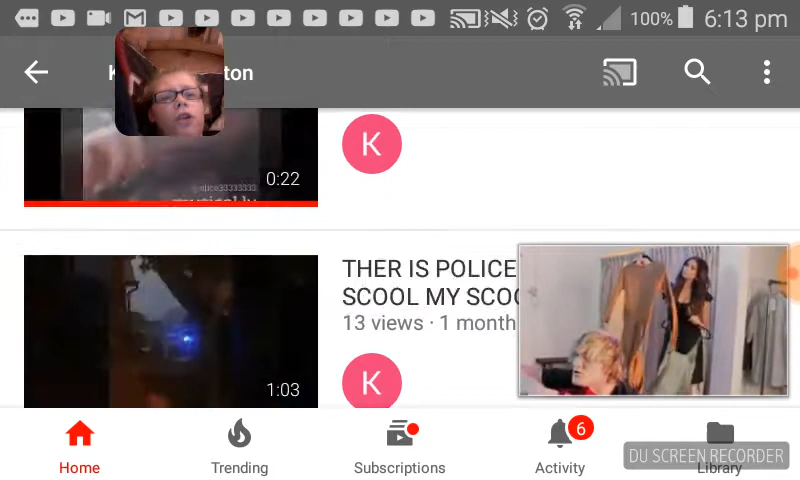 100% 6:13 pm
K ton
0:22
K
THER IS POLICE
SCOOL MY SCO
13 views · 1 month
1:03
K
6
Home Trending Subscriptions Activity Library
DU SCREEN RECORDER